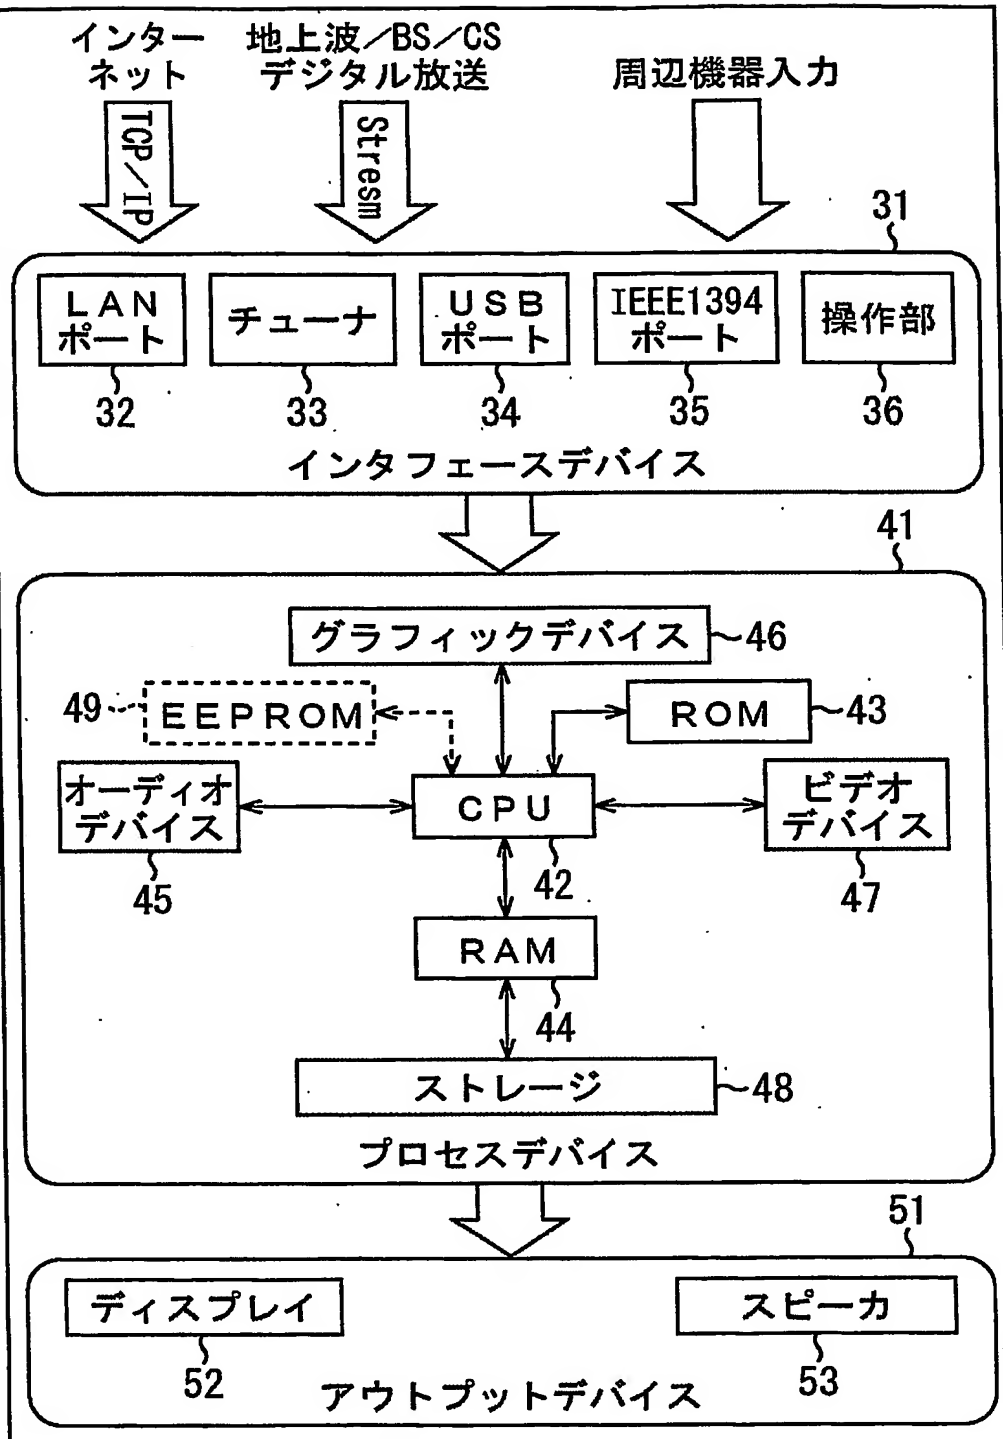 インター
ネット
地上波/BS/CS
デジタル放送
周辺機器入力
TCP/IP
Stresm
31
LAN
ポート
チューナ
USB
ポート
IEEE1394
ポート
操作部
32
33
34
35
36
インタフェースデバイス
41
グラフィックデバイス
46
49
EEPROM
ROM
43
オーディオ
デバイス
CPU
ビデオ
デバイス
45
42
47
RAM
44
ストレージ
48
プロセスデバイス
51
ディスプレイ
スピーカ
52
53
アウトプットデバイス